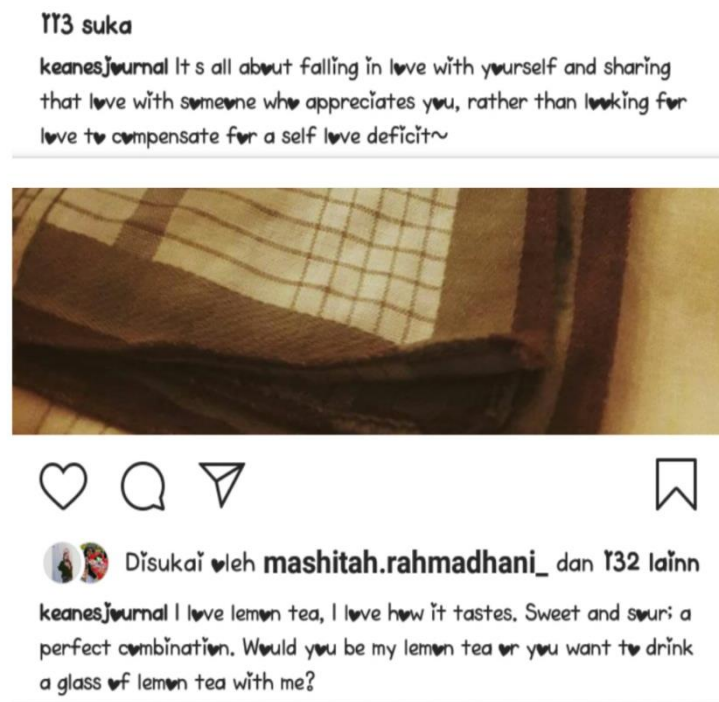 113 suka
keanesjournal It s all about falling in love with yourself and sharing
that love with someone who appreciates you, rather than looking for
love to compensate for a self love deficit~
Disukai oleh mashitah.rahmadhani_ dan 132 lainn
keanesjournal I love lemon tea, I love how it tastes. Sweet and sour; a
perfect combination. Would you be my lemon tea or you want to drink
a glass of lemon tea with me?